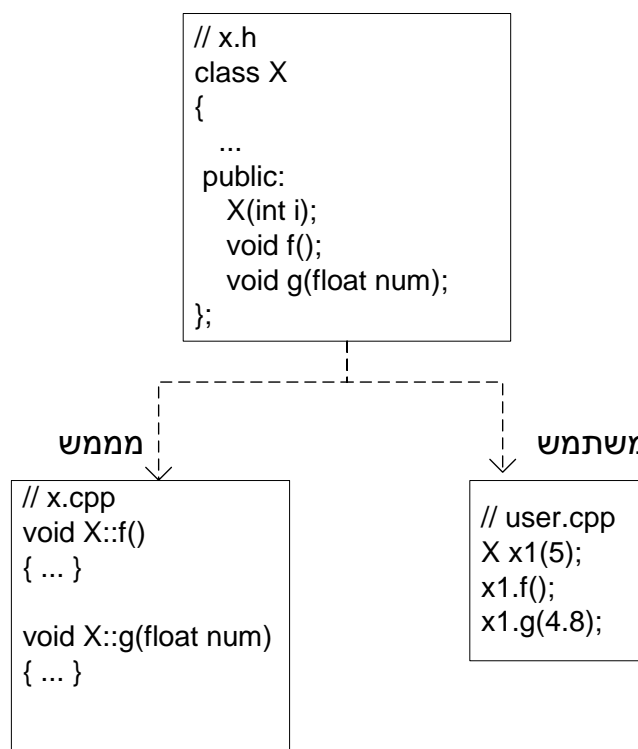 // x.h
class X
{
...
public:
X(int i);
void f();
void g(float num);
};
מממש
משתמש
// x.cpp
void X::f()
{ ... }
void X::g(float num)
{ ... }
// user.cpp
X x1(5);
x1.f();
x1.g(4.8);